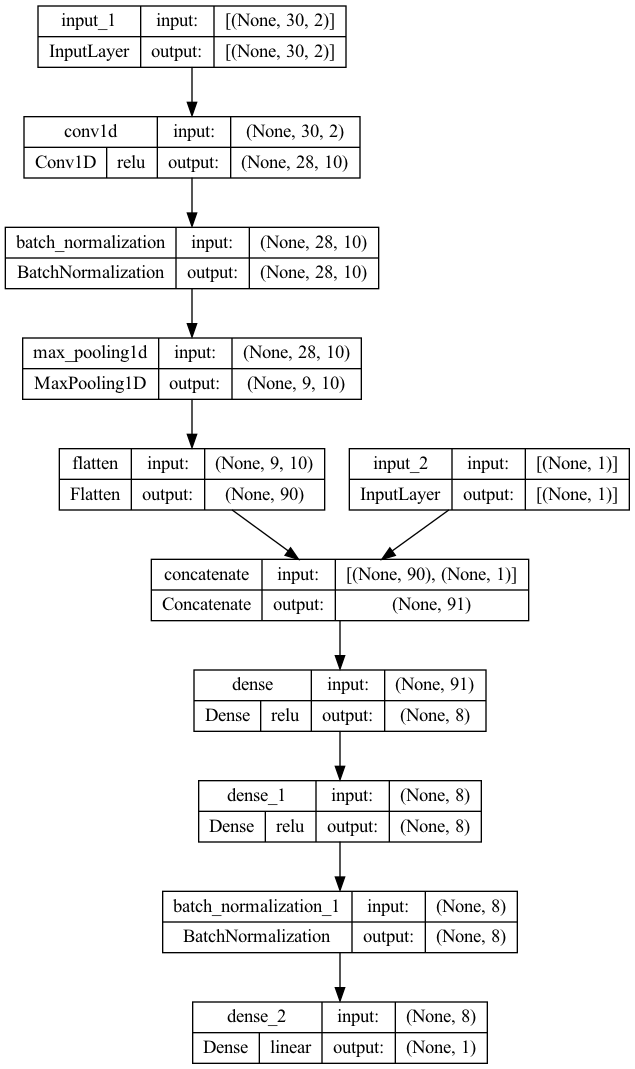 input_1 input: [(None, 30, 2)]
InputLayer output: [(None, 30, 2)]
conv1d input: (None, 30, 2)
Conv1D relu output: (None, 28, 10)
batch_normalization input: (None, 28, 10)
BatchNormalization output: (None, 28, 10)
max_pooling1d input: (None, 28, 10)
MaxPooling1D output: (None, 9, 10)
flatten input: (None, 9, 10)
Flatten output: (None, 90)
input_2 input: [(None, 1)]
InputLayer output: [(None, 1)]
concatenate input: [(None, 90), (None, 1)]
Concatenate output: (None, 91)
dense input: (None, 91)
Dense relu output: (None, 8)
dense_1 input: (None, 8)
Dense relu output: (None, 8)
batch_normalization_1 input: (None, 8)
BatchNormalization output: (None, 8)
dense_2 input: (None, 8)
Dense linear output: (None, 1)